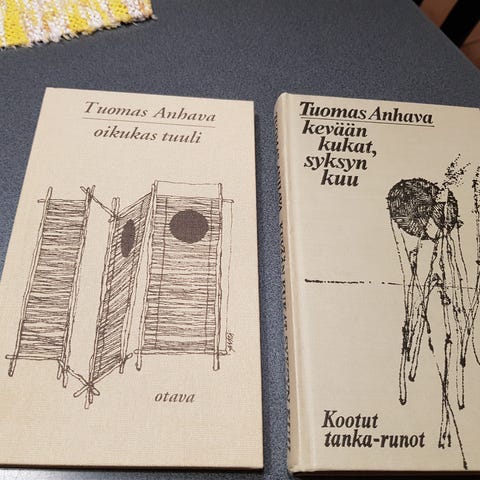 Tuomas Anhava
oikukas tuuli
otava
Tuomas Anhava
kevään
kukat,
syksyn
kuu
Kootut
tanka-runot